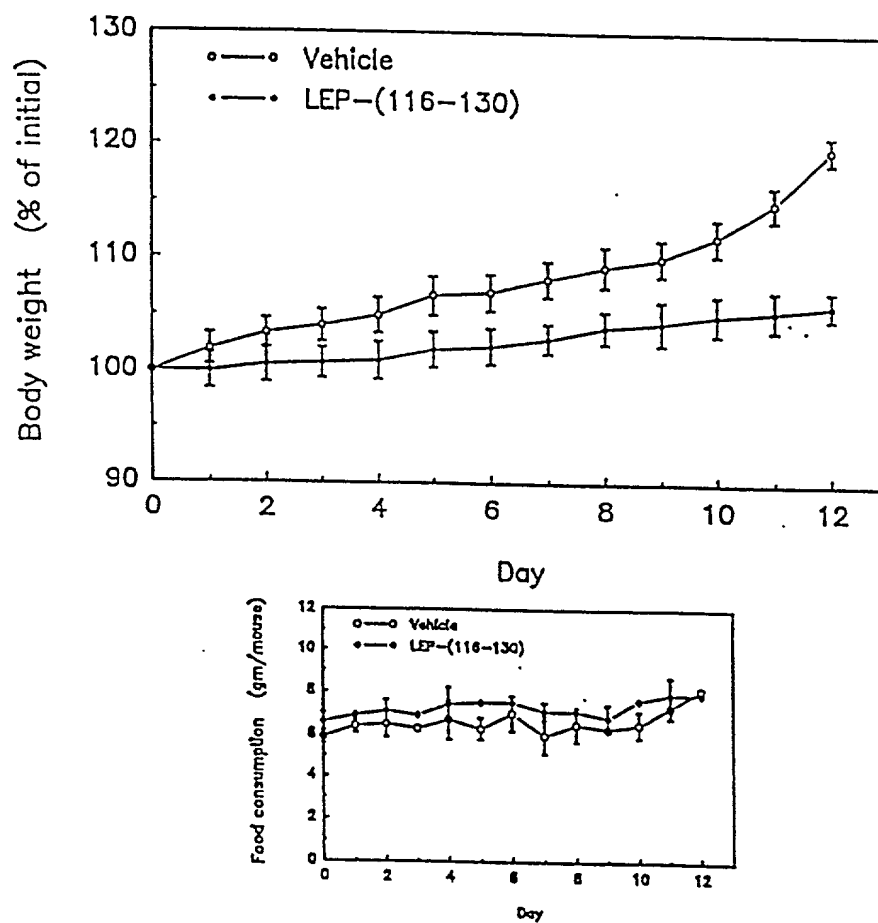 130
120
110
100
90
Body weight (% of initial)
Vehicle
LEP-(116-130)
0 2 4 6 8 10 12
Day
12
10
8
6
4
2
0
Food consumption (gm/mouse)
Vehicle
LEP-(116-130)
0 2 4 6 8 10 12
Day